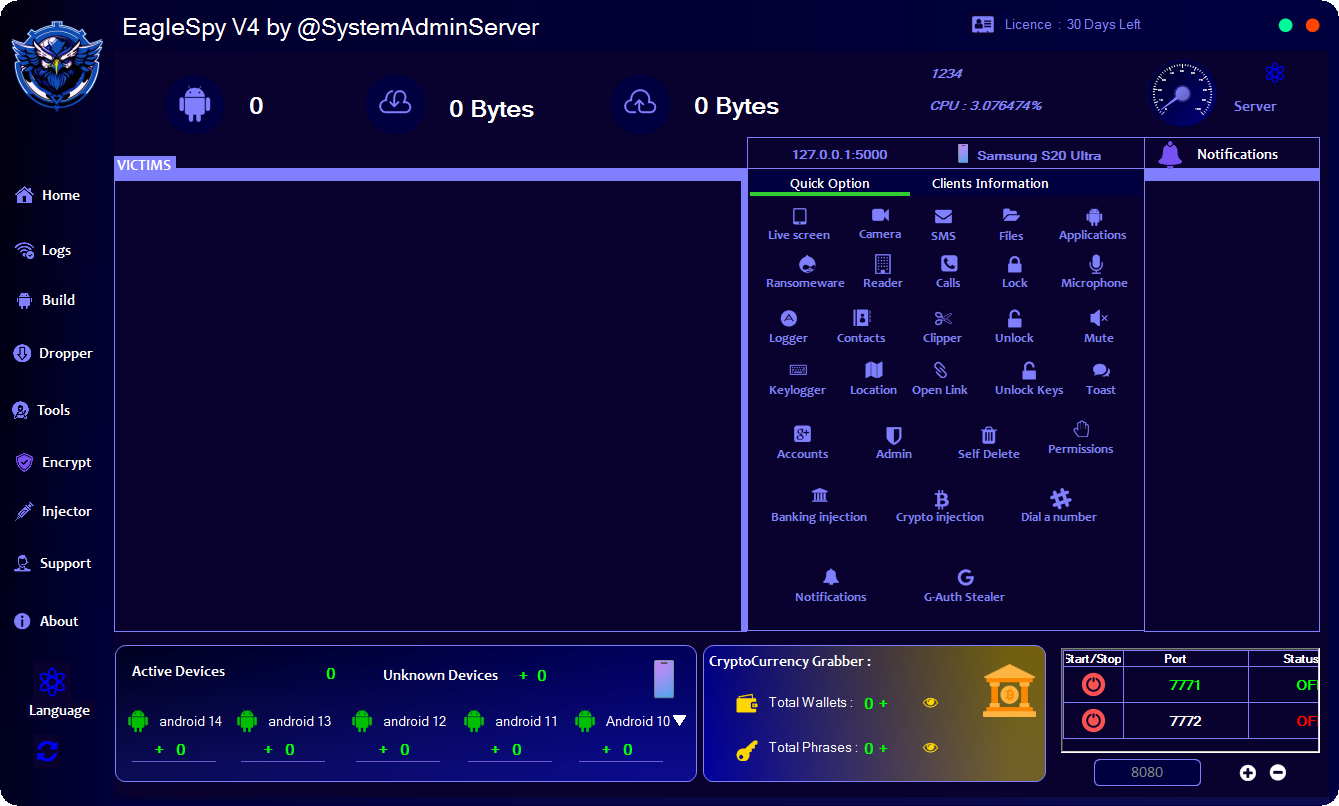 EagleSpy V4 by @SystemAdminServer
Licence : 30 Days Left
0
0 Bytes
0 Bytes
1234
CPU : 3.076474%
Server
VICTIMS
127.0.0.1:5000
Samsung S20 Ultra
Notifications
Quick Option
Clients Information
Home
Logs
Build
Dropper
Tools
Encrypt
Injector
Support
About
Language
Live screen
Camera
SMS
Files
Applications
Ransomeware
Reader
Calls
Lock
Microphone
Logger
Contacts
Clipper
Unlock
Mute
Keylogger
Location
Open Link
Unlock Keys
Toast
Accounts
Admin
Self Delete
Permissions
Banking injection
Crypto injection
Dial a number
Notifications
G-Auth Stealer
Active Devices
0
Unknown Devices
+ 0
android 14
android 13
android 12
android 11
Android 10
+ 0
+ 0
+ 0
+ 0
+ 0
CryptoCurrency Grabber :
Total Wallets : 0 +
Total Phrases : 0 +
Start/Stop
Port
Status
7771
OF
7772
OF
8080